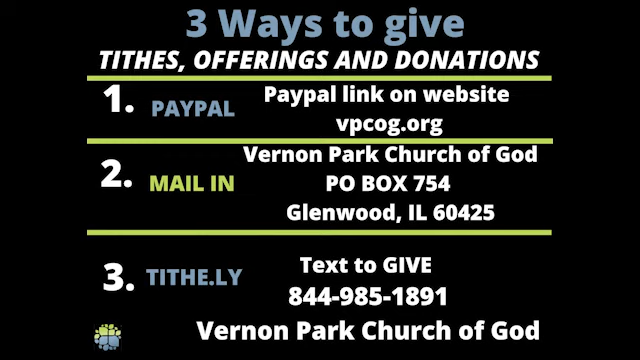 3 Ways to give
TITHES, OFFERINGS AND DONATIONS
1. PAYPAL
Paypal link on website
vpcog.org
2. MAIL IN
Vernon Park Church of God
PO BOX 754
Glenwood, IL 60425
3. TITHE.LY
Text to GIVE
844-985-1891
Vernon Park Church of God